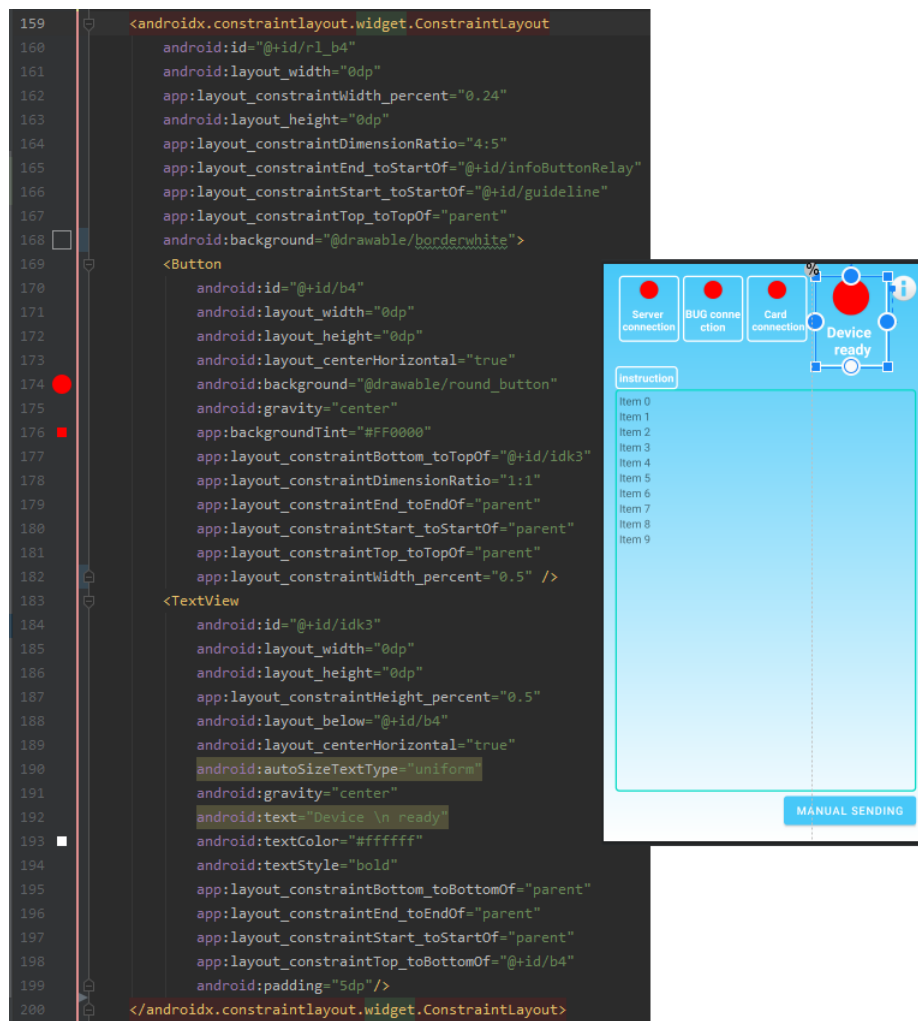 159 <androidx.constraintlayout.widget.ConstraintLayout
160 android:id="@+id/rl_b4"
161 android:layout_width="0dp"
162 app:layout_constraintWidth_percent="0.24"
163 android:layout_height="0dp"
164 app:layout_constraintDimensionRatio="4:5"
165 app:layout_constraintEnd_toStartOf="@+id/infoButtonRelay"
166 app:layout_constraintStart_toStartOf="@+id/guideline"
167 app:layout_constraintTop_toTopOf="parent"
168 android:background="@drawable/borderwhite">
169 <Button
170 android:id="@+id/b4"
171 android:layout_width="0dp"
172 android:layout_height="0dp"
173 android:layout_centerHorizontal="true"
174 android:background="@drawable/round_button"
175 android:gravity="center"
176 app:backgroundTint="#FF0000"
177 app:layout_constraintBottom_toTopOf="@+id/idk3"
178 app:layout_constraintDimensionRatio="1:1"
179 app:layout_constraintEnd_toEndOf="parent"
180 app:layout_constraintStart_toStartOf="parent"
181 app:layout_constraintTop_toTopOf="parent"
182 app:layout_constraintWidth_percent="0.5" />
183 <TextView
184 android:id="@+id/idk3"
185 android:layout_width="0dp"
186 android:layout_height="0dp"
187 app:layout_constraintHeight_percent="0.5"
188 android:layout_below="@+id/b4"
189 android:layout_centerHorizontal="true"
190 android:autoSizeTextType="uniform"
191 android:gravity="center"
192 android:text="Device \n ready"
193 android:textColor="#ffffff"
194 android:textStyle="bold"
195 app:layout_constraintBottom_toBottomOf="parent"
196 app:layout_constraintEnd_toEndOf="parent"
197 app:layout_constraintStart_toStartOf="parent"
198 app:layout_constraintTop_toBottomOf="@+id/b4"
199 android:padding="5dp"/>
200 </androidx.constraintlayout.widget.ConstraintLayout>
%
i
Server
connection
BUG conne
ction
Card
connection
Device
ready
instruction
Item 0
Item 1
Item 2
Item 3
Item 4
Item 5
Item 6
Item 7
Item 8
Item 9
MANUAL SENDING